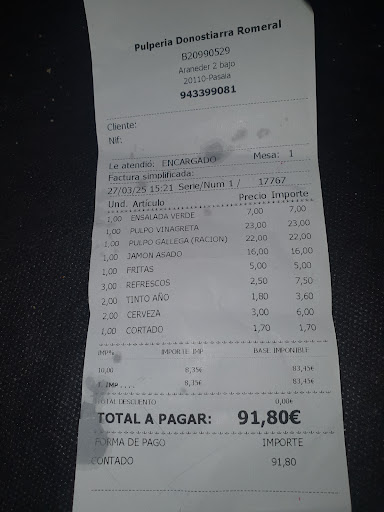 Pulperia Donostiarra Romeral
B20990529
Araneder 2 bajo
20110-Pasaia
943399081
Cliente:
Nif:
Le atendió: ENCARGADO Mesa: 1
Factura simplificada:
27/03/25 15:21 Serie/Num 1 / 17767
Und. Artículo Precio Importe
1,00 ENSALADA VERDE 7,00 7,00
1,00 PULPO VINAGRETA 23,00 23,00
1,00 PULPO GALLEGA (RACION) 22,00 22,00
1,00 JAMON ASADO 16,00 16,00
1,00 FRITAS 5,00 5,00
3,00 REFRESCOS 2,50 7,50
2,00 TINTO AÑO 1,80 3,60
2,00 CERVEZA 3,00 6,00
1,00 CORTADO 1,70 1,70
IMP% IMPORTE IMP BASE IMPONIBLE
10,00 8,35€ 83,45€
IMP.... 8,35€ 83,45€
TOTAL DESCUENTO 0,00€
TOTAL A PAGAR: 91,80€
FORMA DE PAGO IMPORTE
CONTADO 91,80